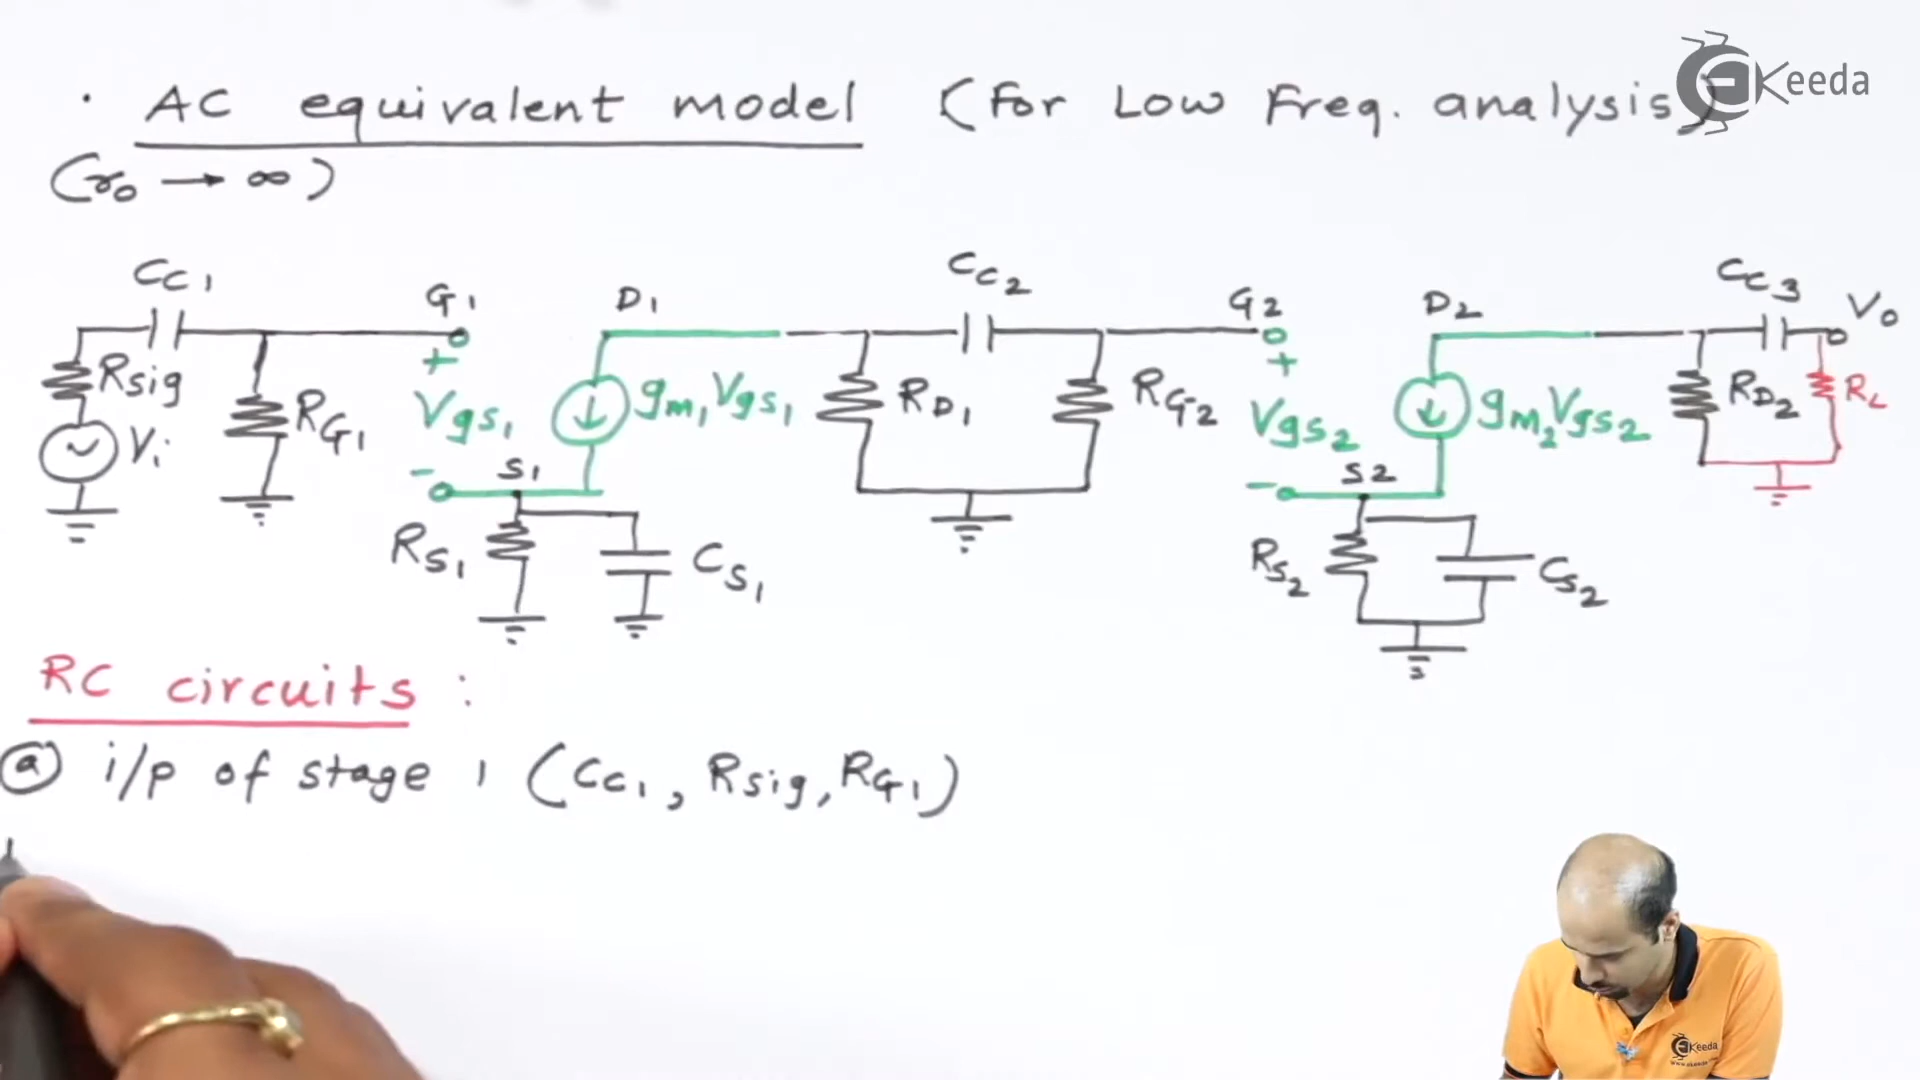 · AC equivalent model (For Low Freq. analysis)
Keeda
(ro → ∞)
Cc1 G1 D1 Cc2 G2 D2 Cc3 Vo
Rsig RG1 + Vgs1 gm1Vgs1 RD1 RG2 + Vgs2 gm2Vgs2 RD2 RL
Vi
- S1 - S2
RS1 CS1 RS2 CS2
RC circuits :
(a) i/p of stage 1 (Cc1, Rsig, RG1)
Keeda